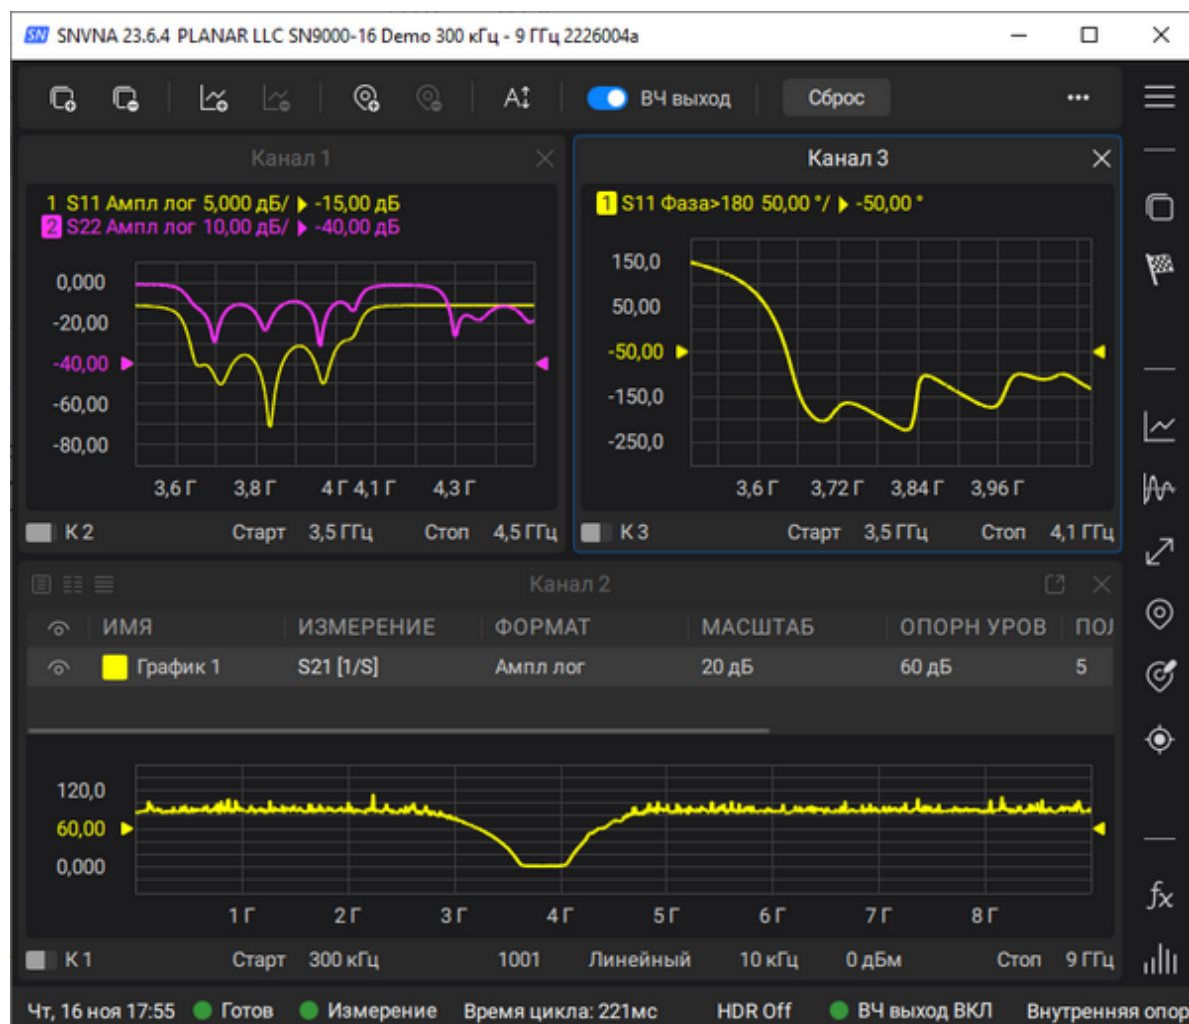 SN SNVNA 23.6.4 PLANAR LLC SN9000-16 Demo 300 кГц - 9 ГГц 2226004a
A ВЧ выход Сброс
Канал 1
1 S11 Ампл лог 5,000 дБ/ -15,00 дБ
2 S22 Ампл лог 10,00 дБ/ -40,00 дБ
0,000
-20,00
-40,00
-60,00
-80,00
3,6 Г 3,8 Г 4 Г 4,1 Г 4,3 Г
К 2 Старт 3,5 ГГц Стоп 4,5 ГГц
Канал 3
1 S11 Фаза>180 50,00 °/ -50,00 °
150,0
50,00
-50,00
-150,0
-250,0
3,6 Г 3,72 Г 3,84 Г 3,96 Г
К 3 Старт 3,5 ГГц Стоп 4,1 ГГц
Канал 2
ИМЯ ИЗМЕРЕНИЕ ФОРМАТ МАСШТАБ ОПОРН УРОВ ПОЛ
График 1 S21 [1/S] Ампл лог 20 дБ 60 дБ 5
120,0
60,00
0,000
1 Г 2 Г 3 Г 4 Г 5 Г 6 Г 7 Г 8 Г
К 1 Старт 300 кГц 1001 Линейный 10 кГц 0 дБм Стоп 9 ГГц
fx
Чт, 16 ноя 17:55 Готов Измерение Время цикла: 221мс HDR Off ВЧ выход ВКЛ Внутренняя опор